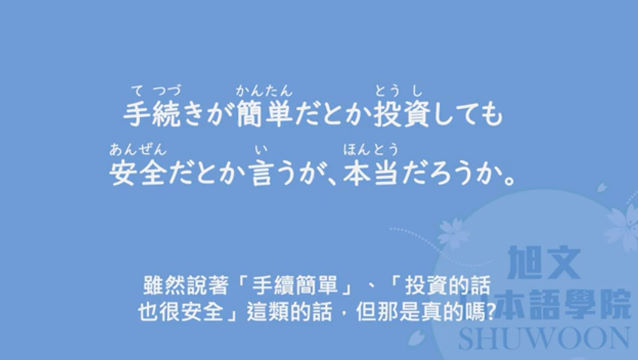 て つづ かんたん とう し
手続きが簡単だとか投資しても
あんぜん い ほんとう
安全だとか言うが、本当だろうか。
雖然說著「手續簡單」、「投資的話
也很安全」這類的話，但那是真的嗎?
旭文
日本語學院
SHUWOON